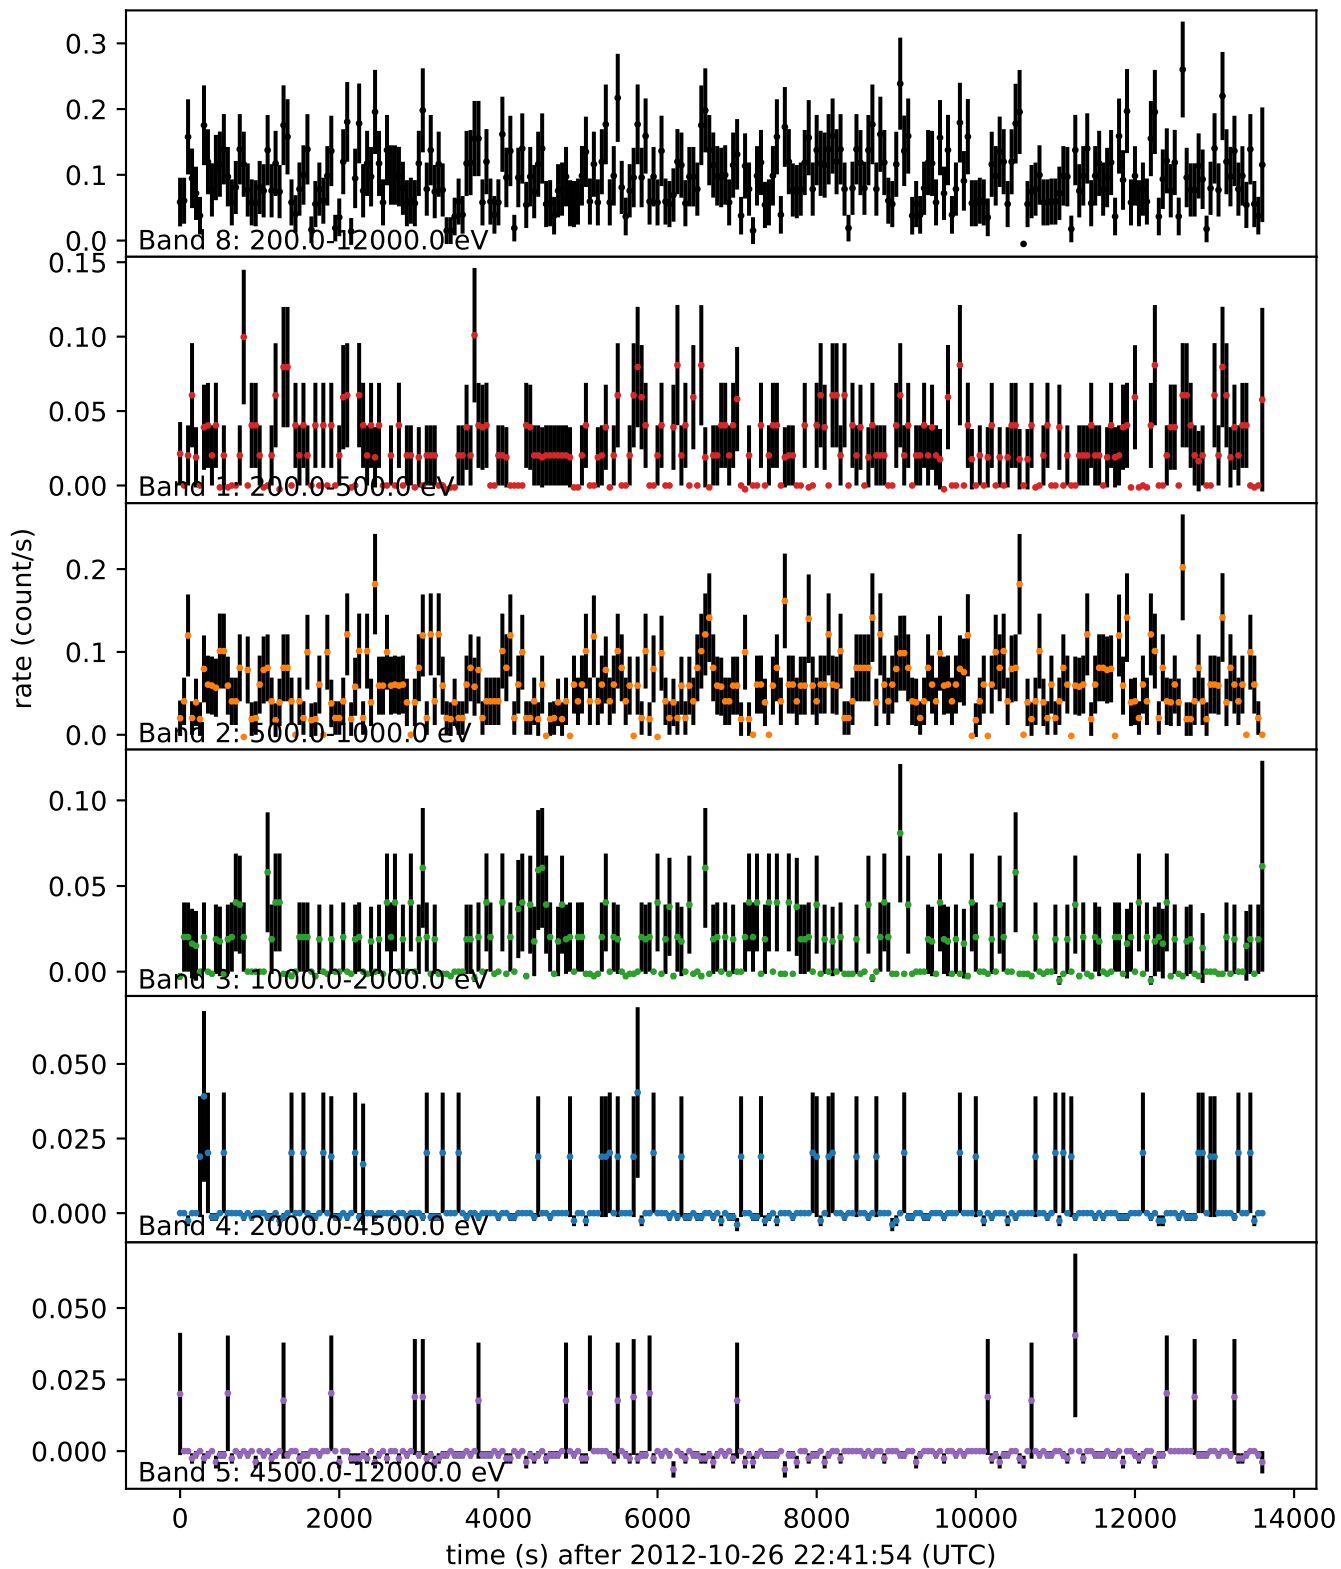 0.3
0.2
0.1
0.0
Band 8: 200.0-12000.0 eV
0.15
0.10
0.05
0.00
Band 1: 200.0-500.0 eV
0.2
0.1
0.0
Band 2: 500.0-1000.0 eV
rate (count/s)
0.10
0.05
0.00
Band 3: 1000.0-2000.0 eV
0.050
0.025
0.000
Band 4: 2000.0-4500.0 eV
0.050
0.025
0.000
Band 5: 4500.0-12000.0 eV
0 2000 4000 6000 8000 10000 12000 14000
time (s) after 2012-10-26 22:41:54 (UTC)